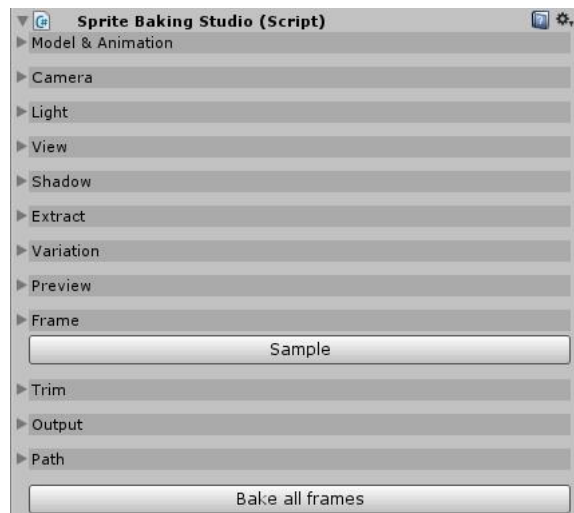 Sprite Baking Studio (Script)
Model & Animation
Camera
Light
View
Shadow
Extract
Variation
Preview
Frame
Sample
Trim
Output
Path
Bake all frames